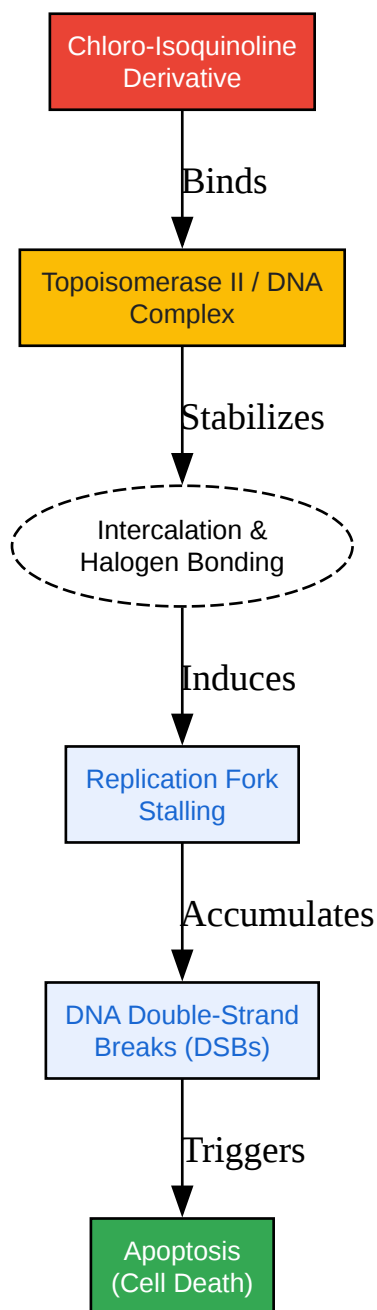 Chloro-Isoquinoline
Derivative
Binds
Topoisomerase II / DNA
Complex
Stabilizes
Intercalation &
Halogen Bonding
Induces
Replication Fork
Stalling
Accumulates
DNA Double-Strand
Breaks (DSBs)
Triggers
Apoptosis
(Cell Death)